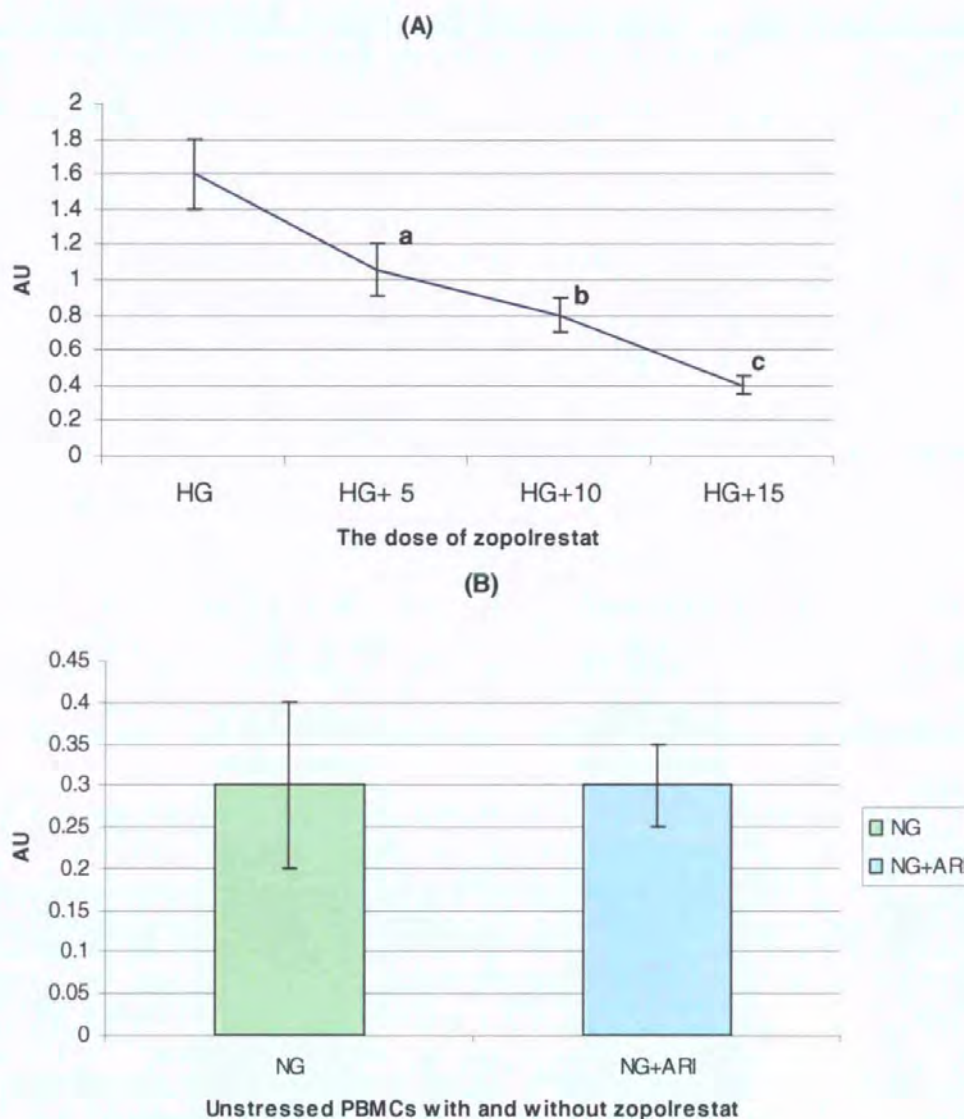 (A)
AU
2
1.8
1.6
1.4
1.2
1
0.8
0.6
0.4
0.2
0
a
b
c
HG
HG+ 5
HG+10
HG+15
The dose of zopolrestat
(B)
AU
0.45
0.4
0.35
0.3
0.25
0.2
0.15
0.1
0.05
0
NG
NG+ARI
NG
NG+ARI
Unstressed PBMCs with and without zopolrestat